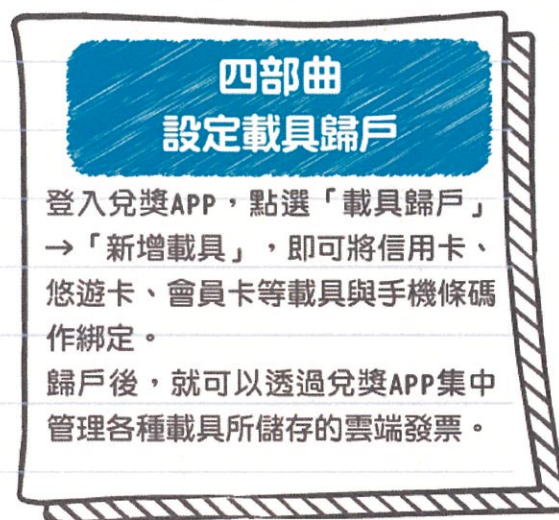 四部曲
設定載具歸戶
登入兌獎APP，點選「載具歸戶」
→「新增載具」，即可將信用卡、
悠遊卡、會員卡等載具與手機條碼
作綁定。
歸戶後，就可以透過兌獎APP集中
管理各種載具所儲存的雲端發票。